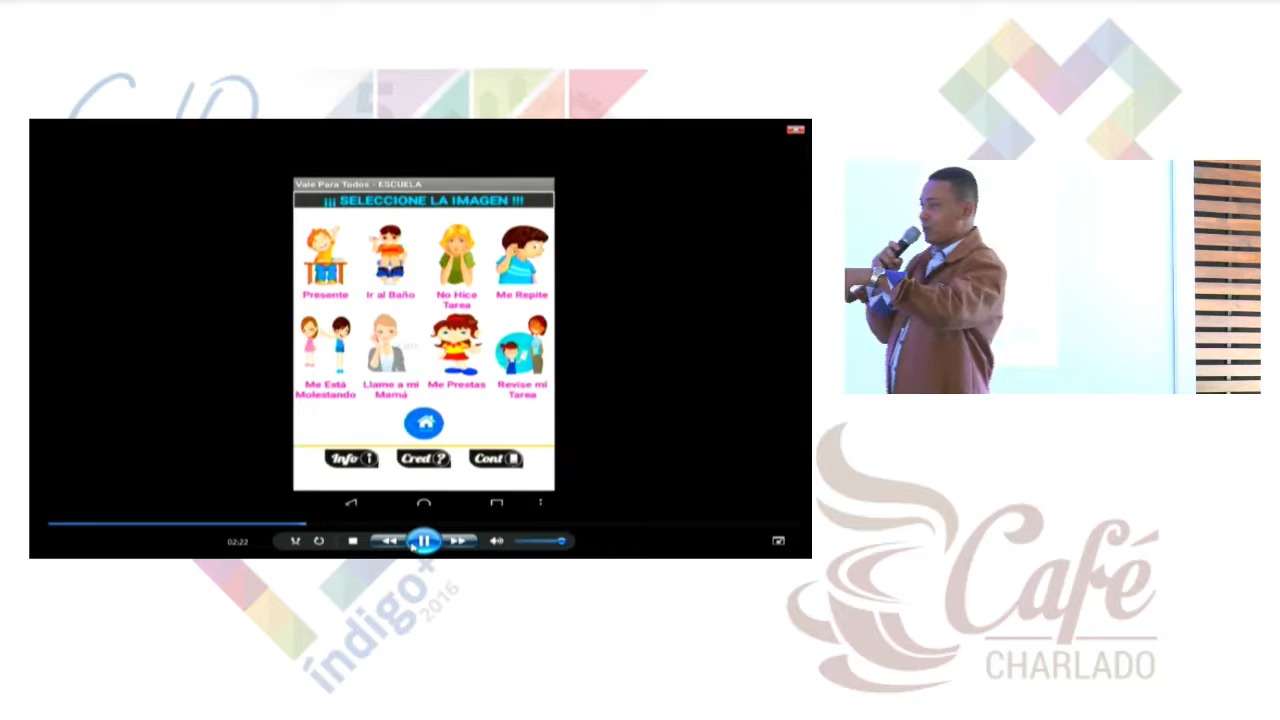 Vale Para Todos - ESCUELA
¡¡¡ SELECCIONE LA IMAGEN !!!
Presente
Ir al Baño
No Hice
Tarea
Me Repite
Me Está
Molestando
Llame a mi
Mamá
Me Prestas
Revise mi
Tarea
Info i
Cred ?
Cont
02:22
índigo+
2016
Café
CHARLADO